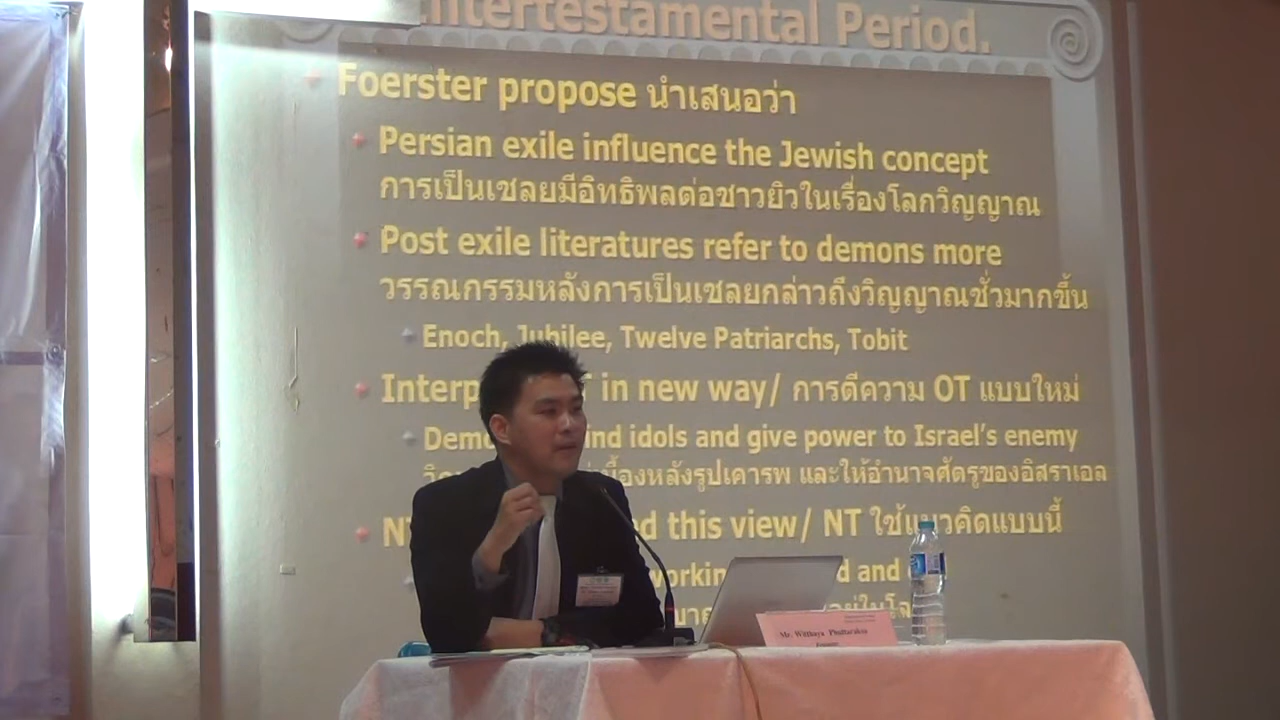 Intertestamental Period.
Foerster propose นำเสนอว่า
Persian exile influence the Jewish concept
การเป็นเชลยมีอิทธิพลต่อชาวยิวในเรื่องโลกวิญญาณ
Post exile literatures refer to demons more
วรรณกรรมหลังการเป็นเชลยกล่าวถึงวิญญาณชั่วมากขึ้น
Enoch, Jubilee, Twelve Patriarchs, Tobit
in new way/ การตีความ OT แบบใหม่
idols and give power to Israel's enemy
เบื้องหลังรูปเคารพ และให้อำนาจศัตรูของอิสราเอล
this view/ NT ใช้แนวคิดแบบนี้
and
Mr. Witthaya